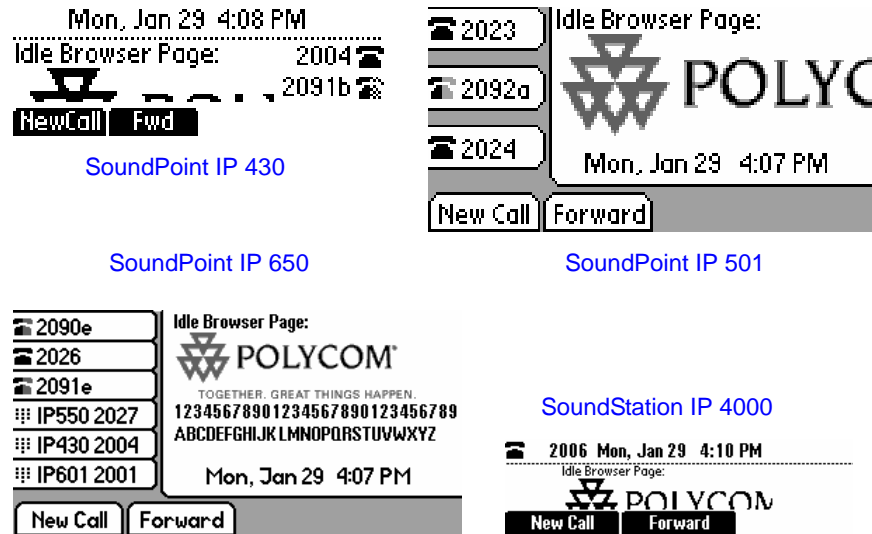 Mon, Jan 29 4:08 PM
Idle Browser Page:
2004
2091b
NewCall Fwd
SoundPoint IP 430
2023
2092a
2024
Idle Browser Page:
POLYC
Mon, Jan 29 4:07 PM
New Call Forward
SoundPoint IP 650
SoundPoint IP 501
2090e
2026
2091e
IP550 2027
IP430 2004
IP601 2001
Idle Browser Page:
POLYCOM
TOGETHER. GREAT THINGS HAPPEN.
12345678901234567890123456789
ABCDEFGHIJKLMNOPQRSTUVWXYZ
Mon, Jan 29 4:07 PM
New Call Forward
SoundStation IP 4000
2006 Mon, Jan 29 4:10 PM
Idle Browser Page:
POLYCOM
New Call Forward